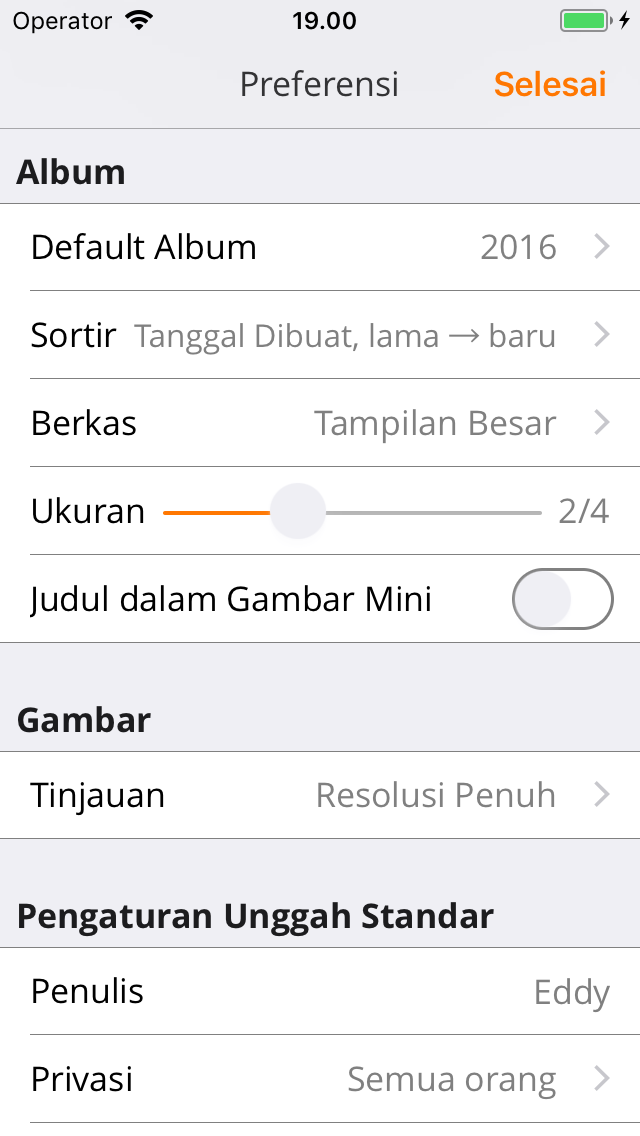 Operator 19.00
Preferensi Selesai
Album
Default Album 2016
Sortir Tanggal Dibuat, lama → baru
Berkas Tampilan Besar
Ukuran 2/4
Judul dalam Gambar Mini
Gambar
Tinjauan Resolusi Penuh
Pengaturan Unggah Standar
Penulis Eddy
Privasi Semua orang